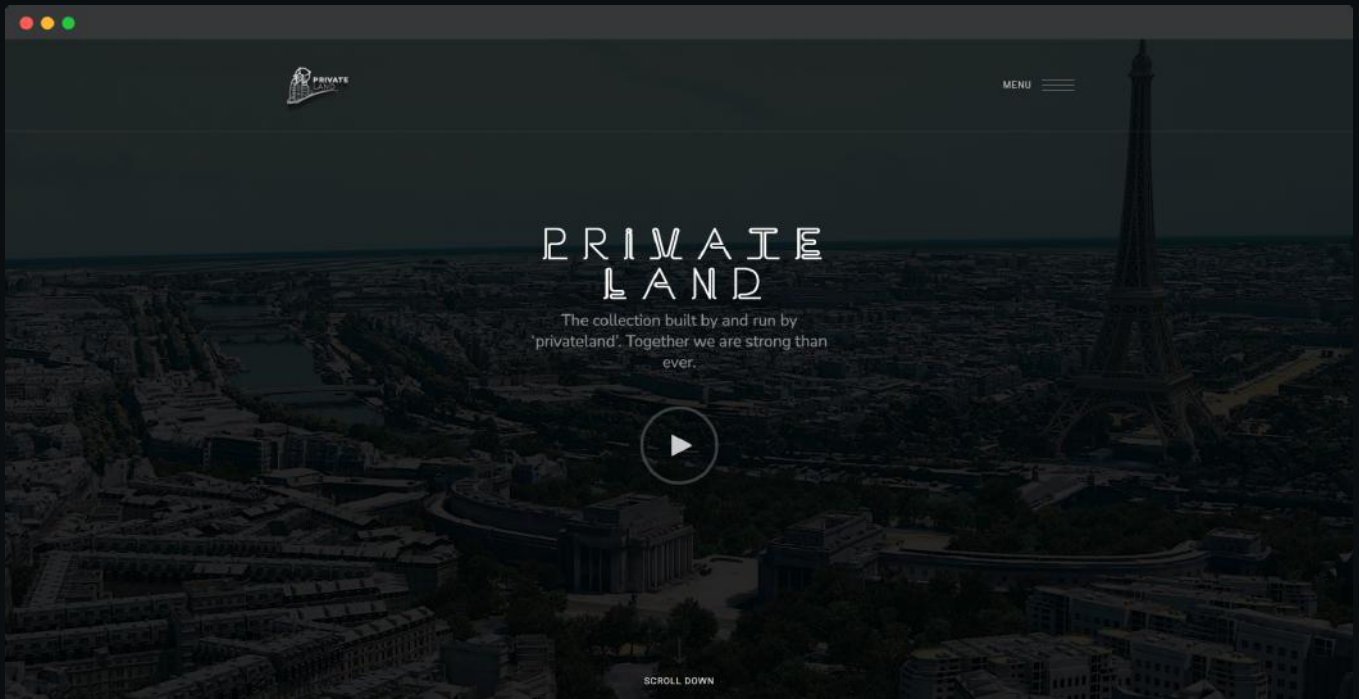 PRIVATE
LAND
MENU
PRIVATE
LAND
The collection built by and run by
'privateland'. Together we are strong than
ever.
SCROLL DOWN